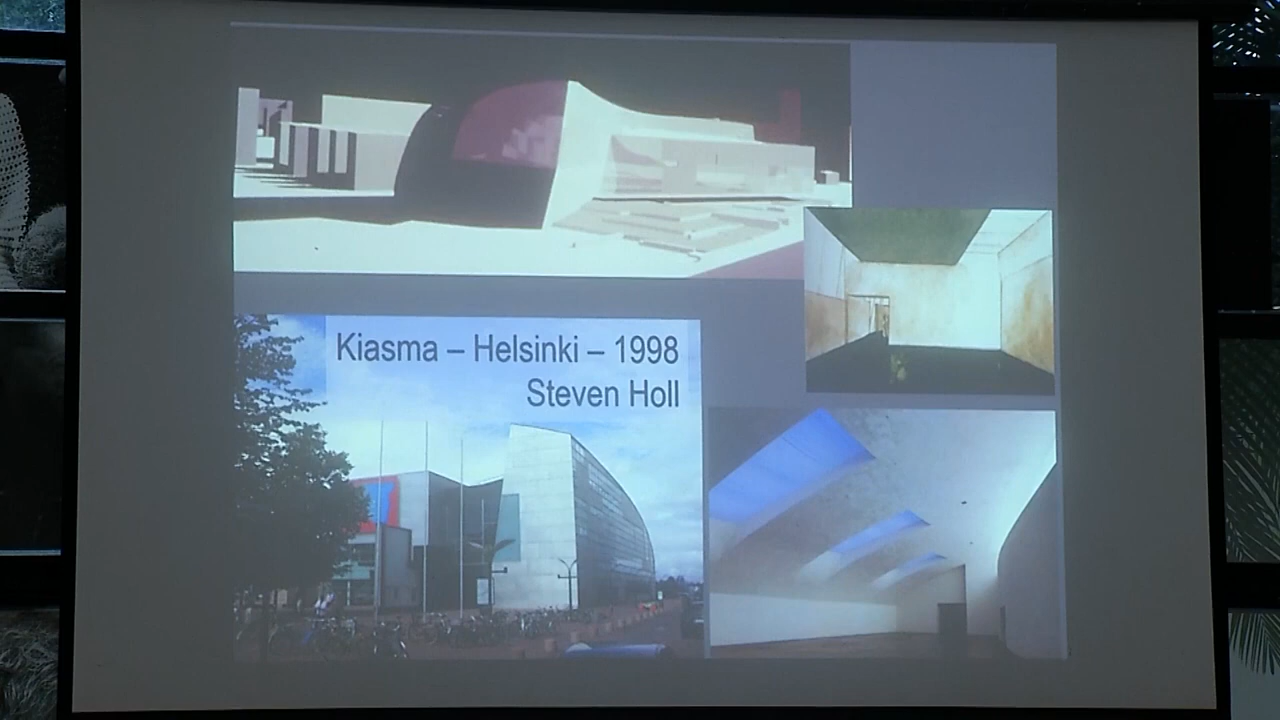 Kiasma – Helsinki – 1998
Steven Holl